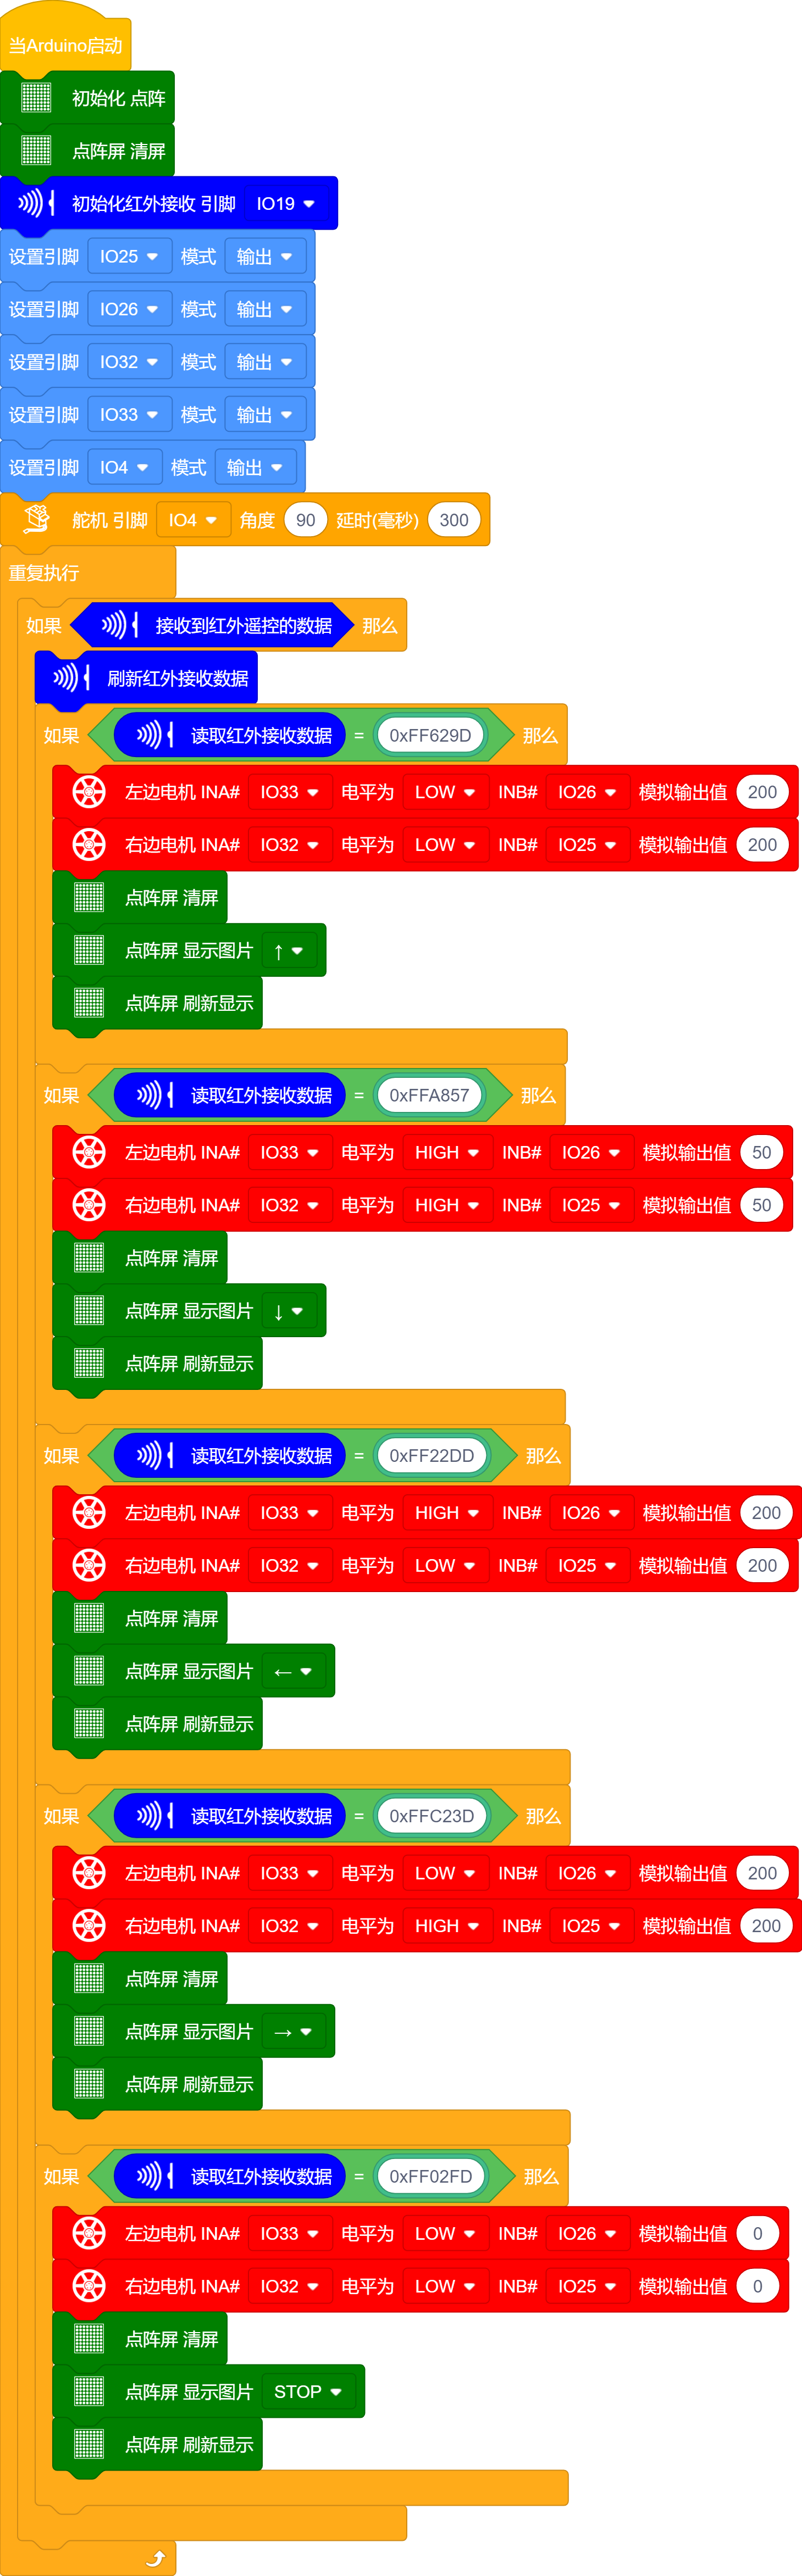 当Arduino启动
初始化 点阵
点阵屏 清屏
初始化红外接收 引脚 IO19
设置引脚 IO25 模式 输出
设置引脚 IO26 模式 输出
设置引脚 IO32 模式 输出
设置引脚 IO33 模式 输出
设置引脚 IO4 模式 输出
舵机 引脚 IO4 角度 90 延时(毫秒) 300
重复执行
如果 接收到红外遥控的数据 那么
刷新红外接收数据
如果 读取红外接收数据 = 0xFF629D 那么
左边电机 INA# IO33 电平为 LOW INB# IO26 模拟输出值 200
右边电机 INA# IO32 电平为 LOW INB# IO25 模拟输出值 200
点阵屏 清屏
点阵屏 显示图片 ↑
点阵屏 刷新显示
如果 读取红外接收数据 = 0xFFA857 那么
左边电机 INA# IO33 电平为 HIGH INB# IO26 模拟输出值 50
右边电机 INA# IO32 电平为 HIGH INB# IO25 模拟输出值 50
点阵屏 清屏
点阵屏 显示图片 ↓
点阵屏 刷新显示
如果 读取红外接收数据 = 0xFF22DD 那么
左边电机 INA# IO33 电平为 HIGH INB# IO26 模拟输出值 200
右边电机 INA# IO32 电平为 LOW INB# IO25 模拟输出值 200
点阵屏 清屏
点阵屏 显示图片 ←
点阵屏 刷新显示
如果 读取红外接收数据 = 0xFFC23D 那么
左边电机 INA# IO33 电平为 LOW INB# IO26 模拟输出值 200
右边电机 INA# IO32 电平为 HIGH INB# IO25 模拟输出值 200
点阵屏 清屏
点阵屏 显示图片 →
点阵屏 刷新显示
如果 读取红外接收数据 = 0xFF02FD 那么
左边电机 INA# IO33 电平为 LOW INB# IO26 模拟输出值 0
右边电机 INA# IO32 电平为 LOW INB# IO25 模拟输出值 0
点阵屏 清屏
点阵屏 显示图片 STOP
点阵屏 刷新显示